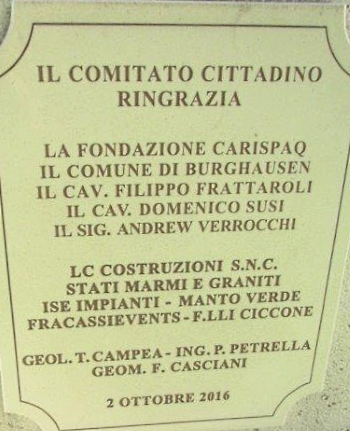 IL COMITATO CITTADINO
RINGRAZIA
LA FONDAZIONE CARISPAQ
IL COMUNE DI BURGHAUSEN
IL CAV. FILIPPO FRATTAROLI
IL CAV. DOMENICO SUSI
IL SIG. ANDREW VERROCCHI
LC COSTRUZIONI S.N.C.
STATI MARMI E GRANITI
ISE IMPIANTI - MANTO VERDE
FRACASSIEVENTS - F.LLI CICCONE
GEOL. T. CAMPEA - ING. P. PETRELLA
GEOM. F. CASCIANI
2 OTTOBRE 2016